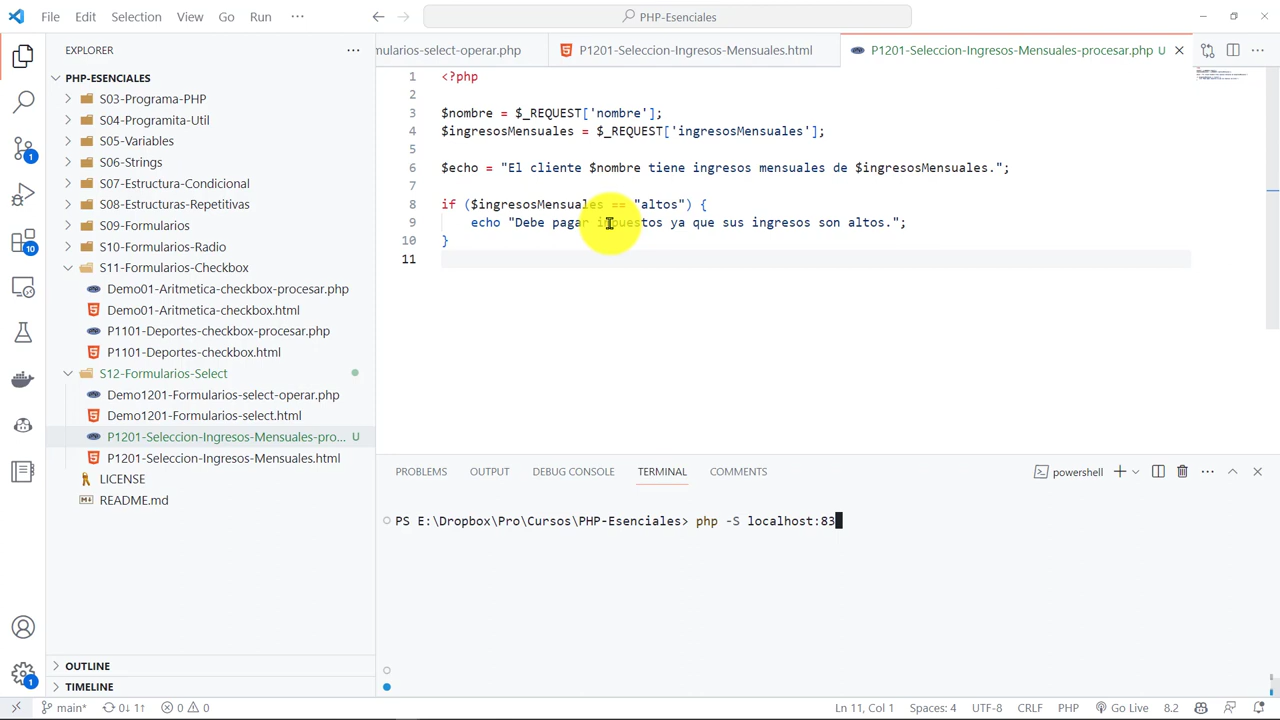 File Edit Selection View Go Run ··· PHP-Esenciales
EXPLORER ···
mularios-select-operar.php P1201-Seleccion-Ingresos-Mensuales.html P1201-Seleccion-Ingresos-Mensuales-procesar.php U
PHP-ESENCIALES
S03-Programa-PHP
S04-Programita-Util
S05-Variables
S06-Strings
S07-Estructura-Condicional
S08-Estructuras-Repetitivas
S09-Formularios
S10-Formularios-Radio
S11-Formularios-Checkbox
Demo01-Aritmetica-checkbox-procesar.php
Demo01-Aritmetica-checkbox.html
P1101-Deportes-checkbox-procesar.php
P1101-Deportes-checkbox.html
S12-Formularios-Select
Demo1201-Formularios-select-operar.php
Demo1201-Formularios-select.html
P1201-Seleccion-Ingresos-Mensuales-pro... U
P1201-Seleccion-Ingresos-Mensuales.html
LICENSE
README.md
OUTLINE
TIMELINE
1
10
1
1 <?php
2
3 $nombre = $_REQUEST['nombre'];
4 $ingresosMensuales = $_REQUEST['ingresosMensuales'];
5
6 $echo = "El cliente $nombre tiene ingresos mensuales de $ingresosMensuales.";
7
8 if ($ingresosMensuales == "altos") {
9 echo "Debe pagar impuestos ya que sus ingresos son altos.";
10 }
11
PROBLEMS OUTPUT DEBUG CONSOLE TERMINAL COMMENTS powershell ···
PS E:\Dropbox\Pro\Cursos\PHP-Esenciales> php -S localhost:83
main* 0↓ 1↑ 0 0 Ln 11, Col 1 Spaces: 4 UTF-8 CRLF PHP Go Live 8.2